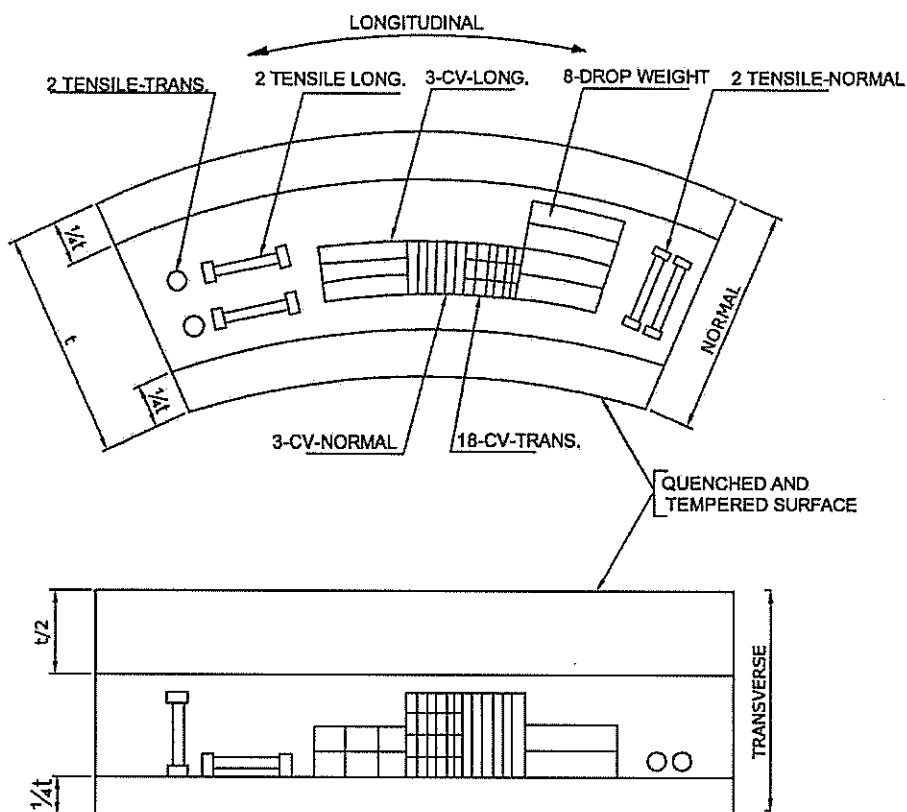 LONGITUDINAL
2 TENSILE-TRANS.
2 TENSILE LONG.
3-CV-LONG.
8-DROP WEIGHT
2 TENSILE-NORMAL
¼t
t
¼t
NORMAL
3-CV-NORMAL
18-CV-TRANS.
QUENCHED AND
TEMPERED SURFACE
t/2
TRANSVERSE
¼t